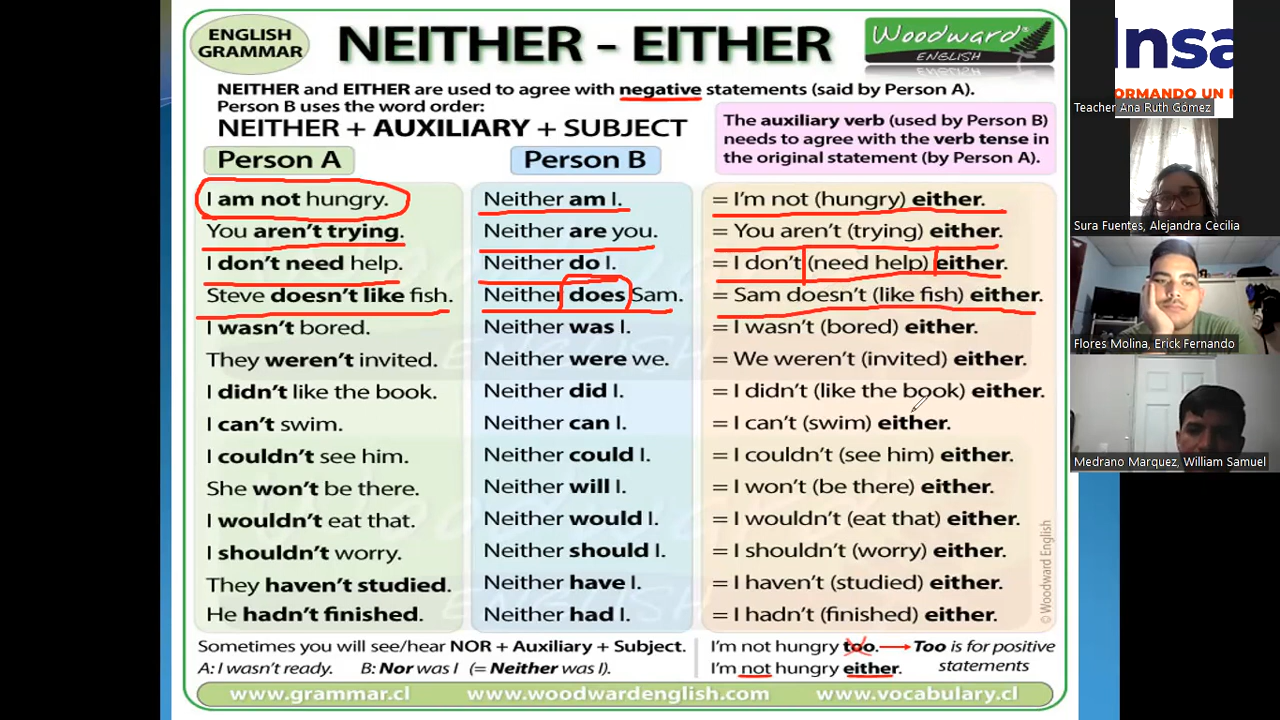 ENGLISH
GRAMMAR
NEITHER - EITHER
Woodward®
ENGLISH
NEITHER and EITHER are used to agree with negative statements (said by Person A).
Person B uses the word order:
NEITHER + AUXILIARY + SUBJECT
The auxiliary verb (used by Person B)
needs to agree with the verb tense in
the original statement (by Person A).
Person A
Person B
I am not hungry. Neither am I. = I'm not (hungry) either.
You aren't trying. Neither are you. = You aren't (trying) either.
I don't need help. Neither do I. = I don't (need help) either.
Steve doesn't like fish. Neither does Sam. = Sam doesn't (like fish) either.
I wasn't bored. Neither was I. = I wasn't (bored) either.
They weren't invited. Neither were we. = We weren't (invited) either.
I didn't like the book. Neither did I. = I didn't (like the book) either.
I can't swim. Neither can I. = I can't (swim) either.
I couldn't see him. Neither could I. = I couldn't (see him) either.
She won't be there. Neither will I. = I won't (be there) either.
I wouldn't eat that. Neither would I. = I wouldn't (eat that) either.
I shouldn't worry. Neither should I. = I shouldn't (worry) either.
They haven't studied. Neither have I. = I haven't (studied) either.
He hadn't finished. Neither had I. = I hadn't (finished) either.
© Woodward English
Sometimes you will see/hear NOR + Auxiliary + Subject.
A: I wasn't ready. B: Nor was I (= Neither was I).
I'm not hungry too. → Too is for positive
statements
I'm not hungry either.
www.grammar.cl www.woodwardenglish.com www.vocabulary.cl
Insa
ORMANDO UN
Teacher Ana Ruth Gómez
Sura Fuentes, Alejandra Cecilia
Flores Molina, Erick Fernando
Medrano Marquez, William Samuel